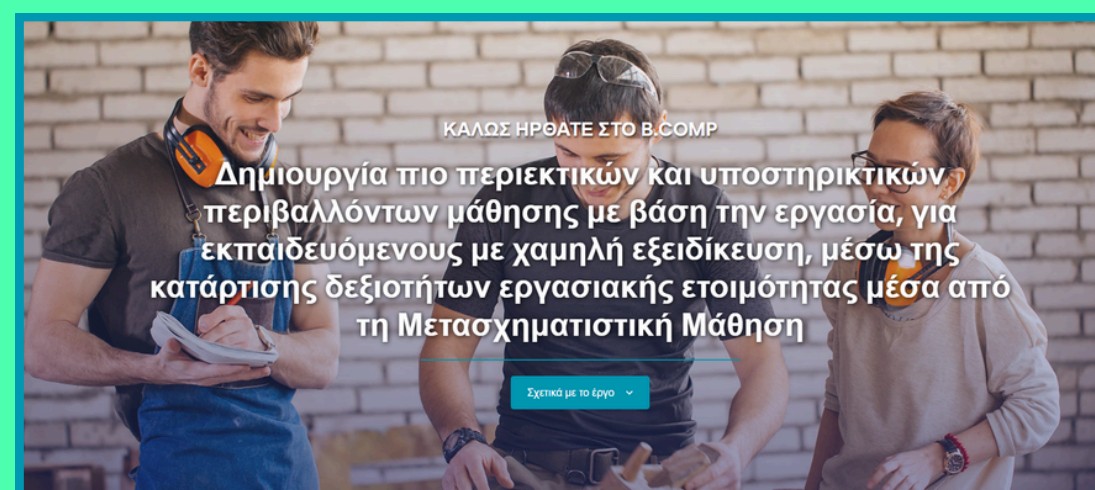 ΚΑΛΩΣ ΗΡΘΑΤΕ ΣΤΟ B.COMP
Δημιουργία πιο περιεκτικών και υποστηρικτικών
περιβαλλόντων μάθησης με βάση την εργασία, για
εκπαιδευόμενους με χαμηλή εξειδίκευση, μέσω της
κατάρτισης δεξιοτήτων εργασιακής ετοιμότητας μέσα από
τη Μετασχηματιστική Μάθηση
Σχετικά με το έργο